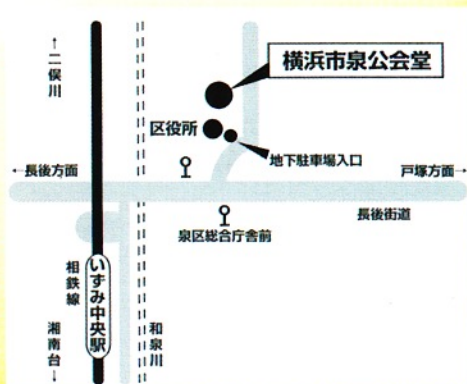 ↑二俣川
横浜市泉公会堂
区役所
地下駐車場入口
←長後方面
戸塚方面→
長後街道
泉区総合庁舎前
相鉄線
いずみ中央駅
和泉川
湘南台↓